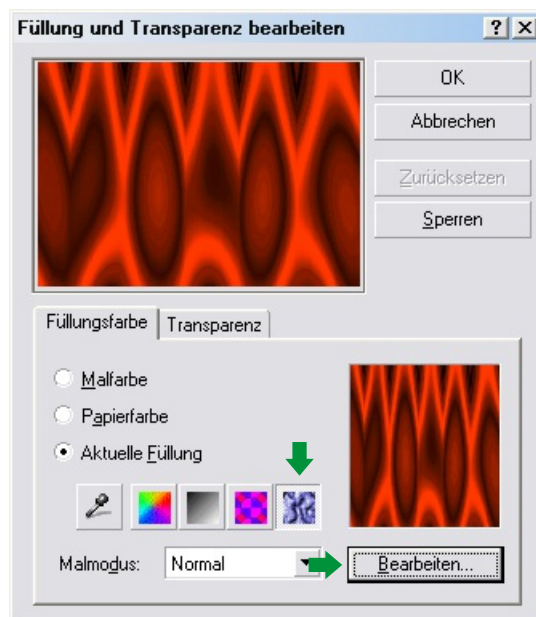 Füllung und Transparenz bearbeiten
OK
Abbrechen
Zurücksetzen
Sperren
Füllungsfarbe Transparenz
Malfarbe
Papierfarbe
Aktuelle Füllung
Malmodus: Normal Bearbeiten...